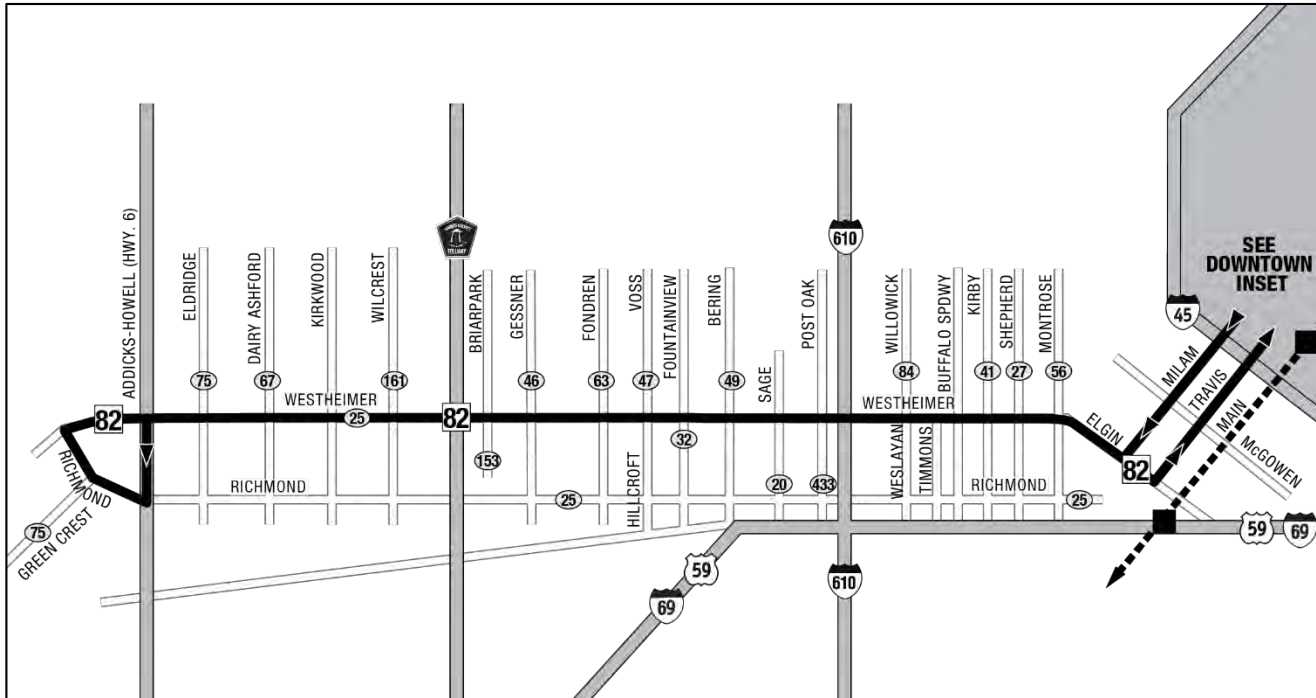 ADDICKS-HOWELL (HWY. 6)
ELDRIDGE
DAIRY ASHFORD
KIRKWOOD
WILCREST
BRIARPARK
GESSNER
FONDREN
VOSS
FOUNTAINVIEW
BERING
SAGE
POST OAK
610
WILLOWICK
BUFFALO SPDWY
KIRBY
SHEPHERD
MONTROSE
SEE
DOWNTOWN
INSET
45
75
67
161
46
63
47
49
84
41
27
56
MILAM
TRAVIS
MAIN
McGOWEN
82
WESTHEIMER
25
82
WESTHEIMER
ELGIN
82
32
153
RICHMOND
75
GREEN CREST
RICHMOND
25
HILLCROFT
20
433
WESLAYAN
TIMMONS
RICHMOND
25
59
69
59
69
610